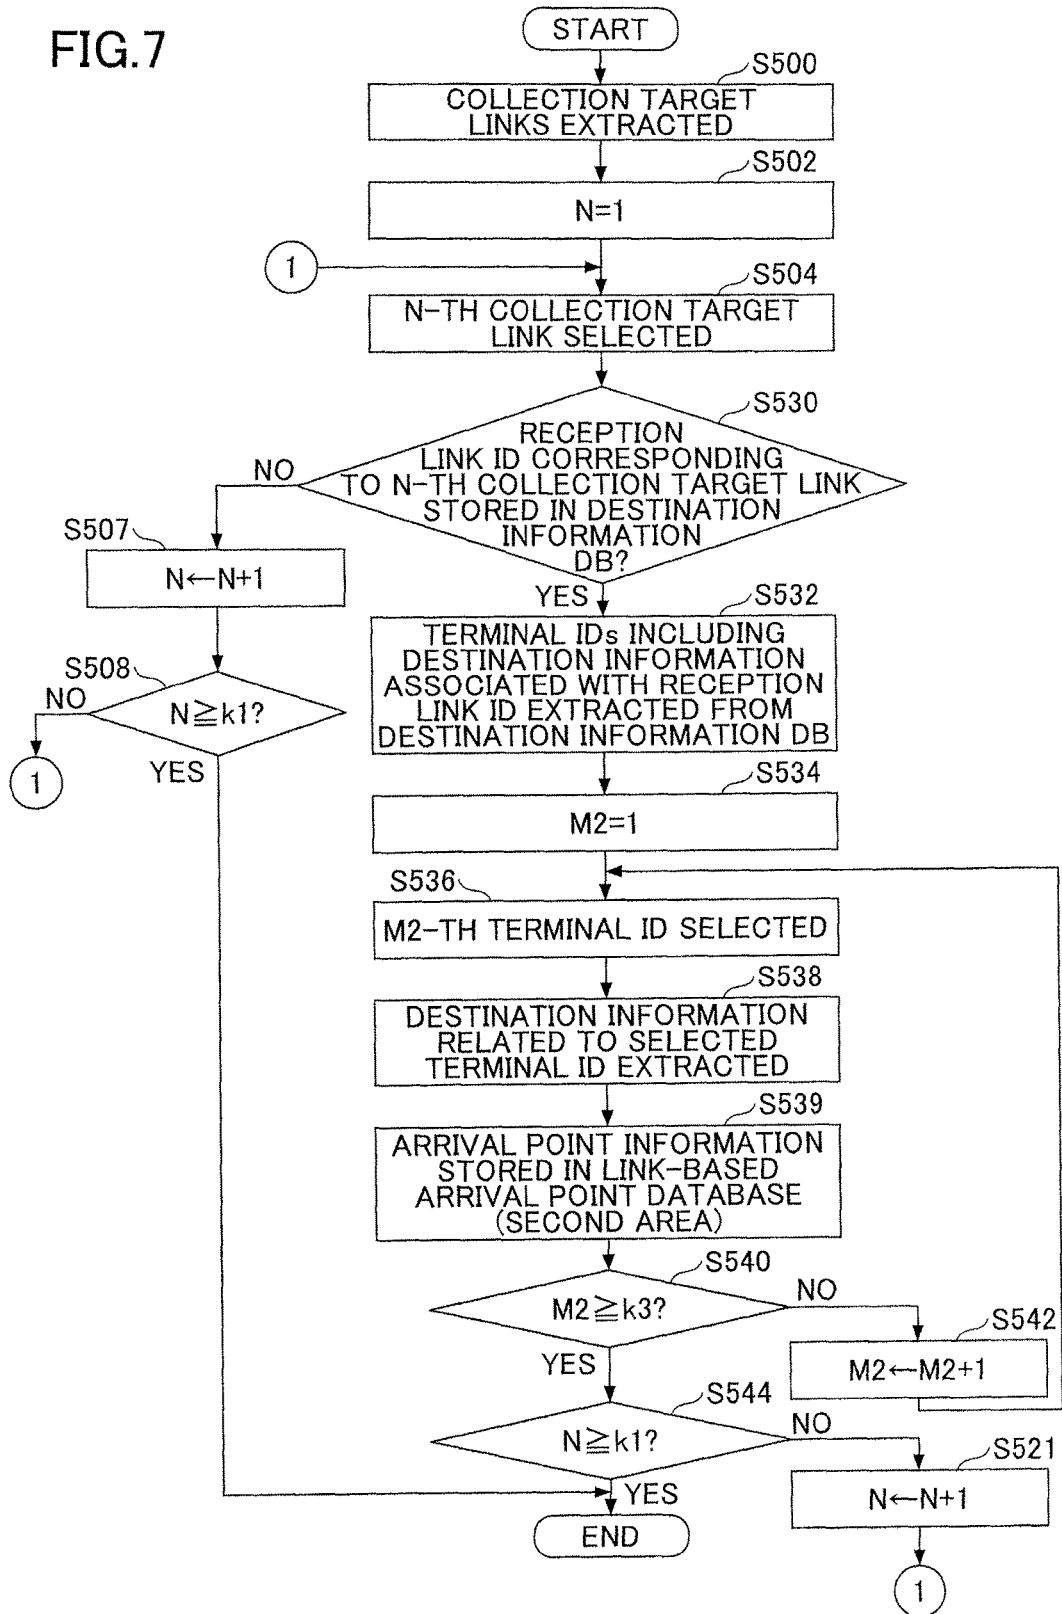 FIG.7
START
S500
COLLECTION TARGET
LINKS EXTRACTED
S502
N=1
1
S504
N-TH COLLECTION TARGET
LINK SELECTED
S530
RECEPTION
LINK ID CORRESPONDING
TO N-TH COLLECTION TARGET LINK
STORED IN DESTINATION
INFORMATION
DB?
NO
YES
S507
N←N+1
S508
N≧k1?
NO
YES
1
S532
TERMINAL IDs INCLUDING
DESTINATION INFORMATION
ASSOCIATED WITH RECEPTION
LINK ID EXTRACTED FROM
DESTINATION INFORMATION DB
S534
M2=1
S536
M2-TH TERMINAL ID SELECTED
S538
DESTINATION INFORMATION
RELATED TO SELECTED
TERMINAL ID EXTRACTED
S539
ARRIVAL POINT INFORMATION
STORED IN LINK-BASED
ARRIVAL POINT DATABASE
(SECOND AREA)
S540
M2≧k3?
NO
YES
S542
M2←M2+1
S544
N≧k1?
NO
YES
S521
N←N+1
END
1